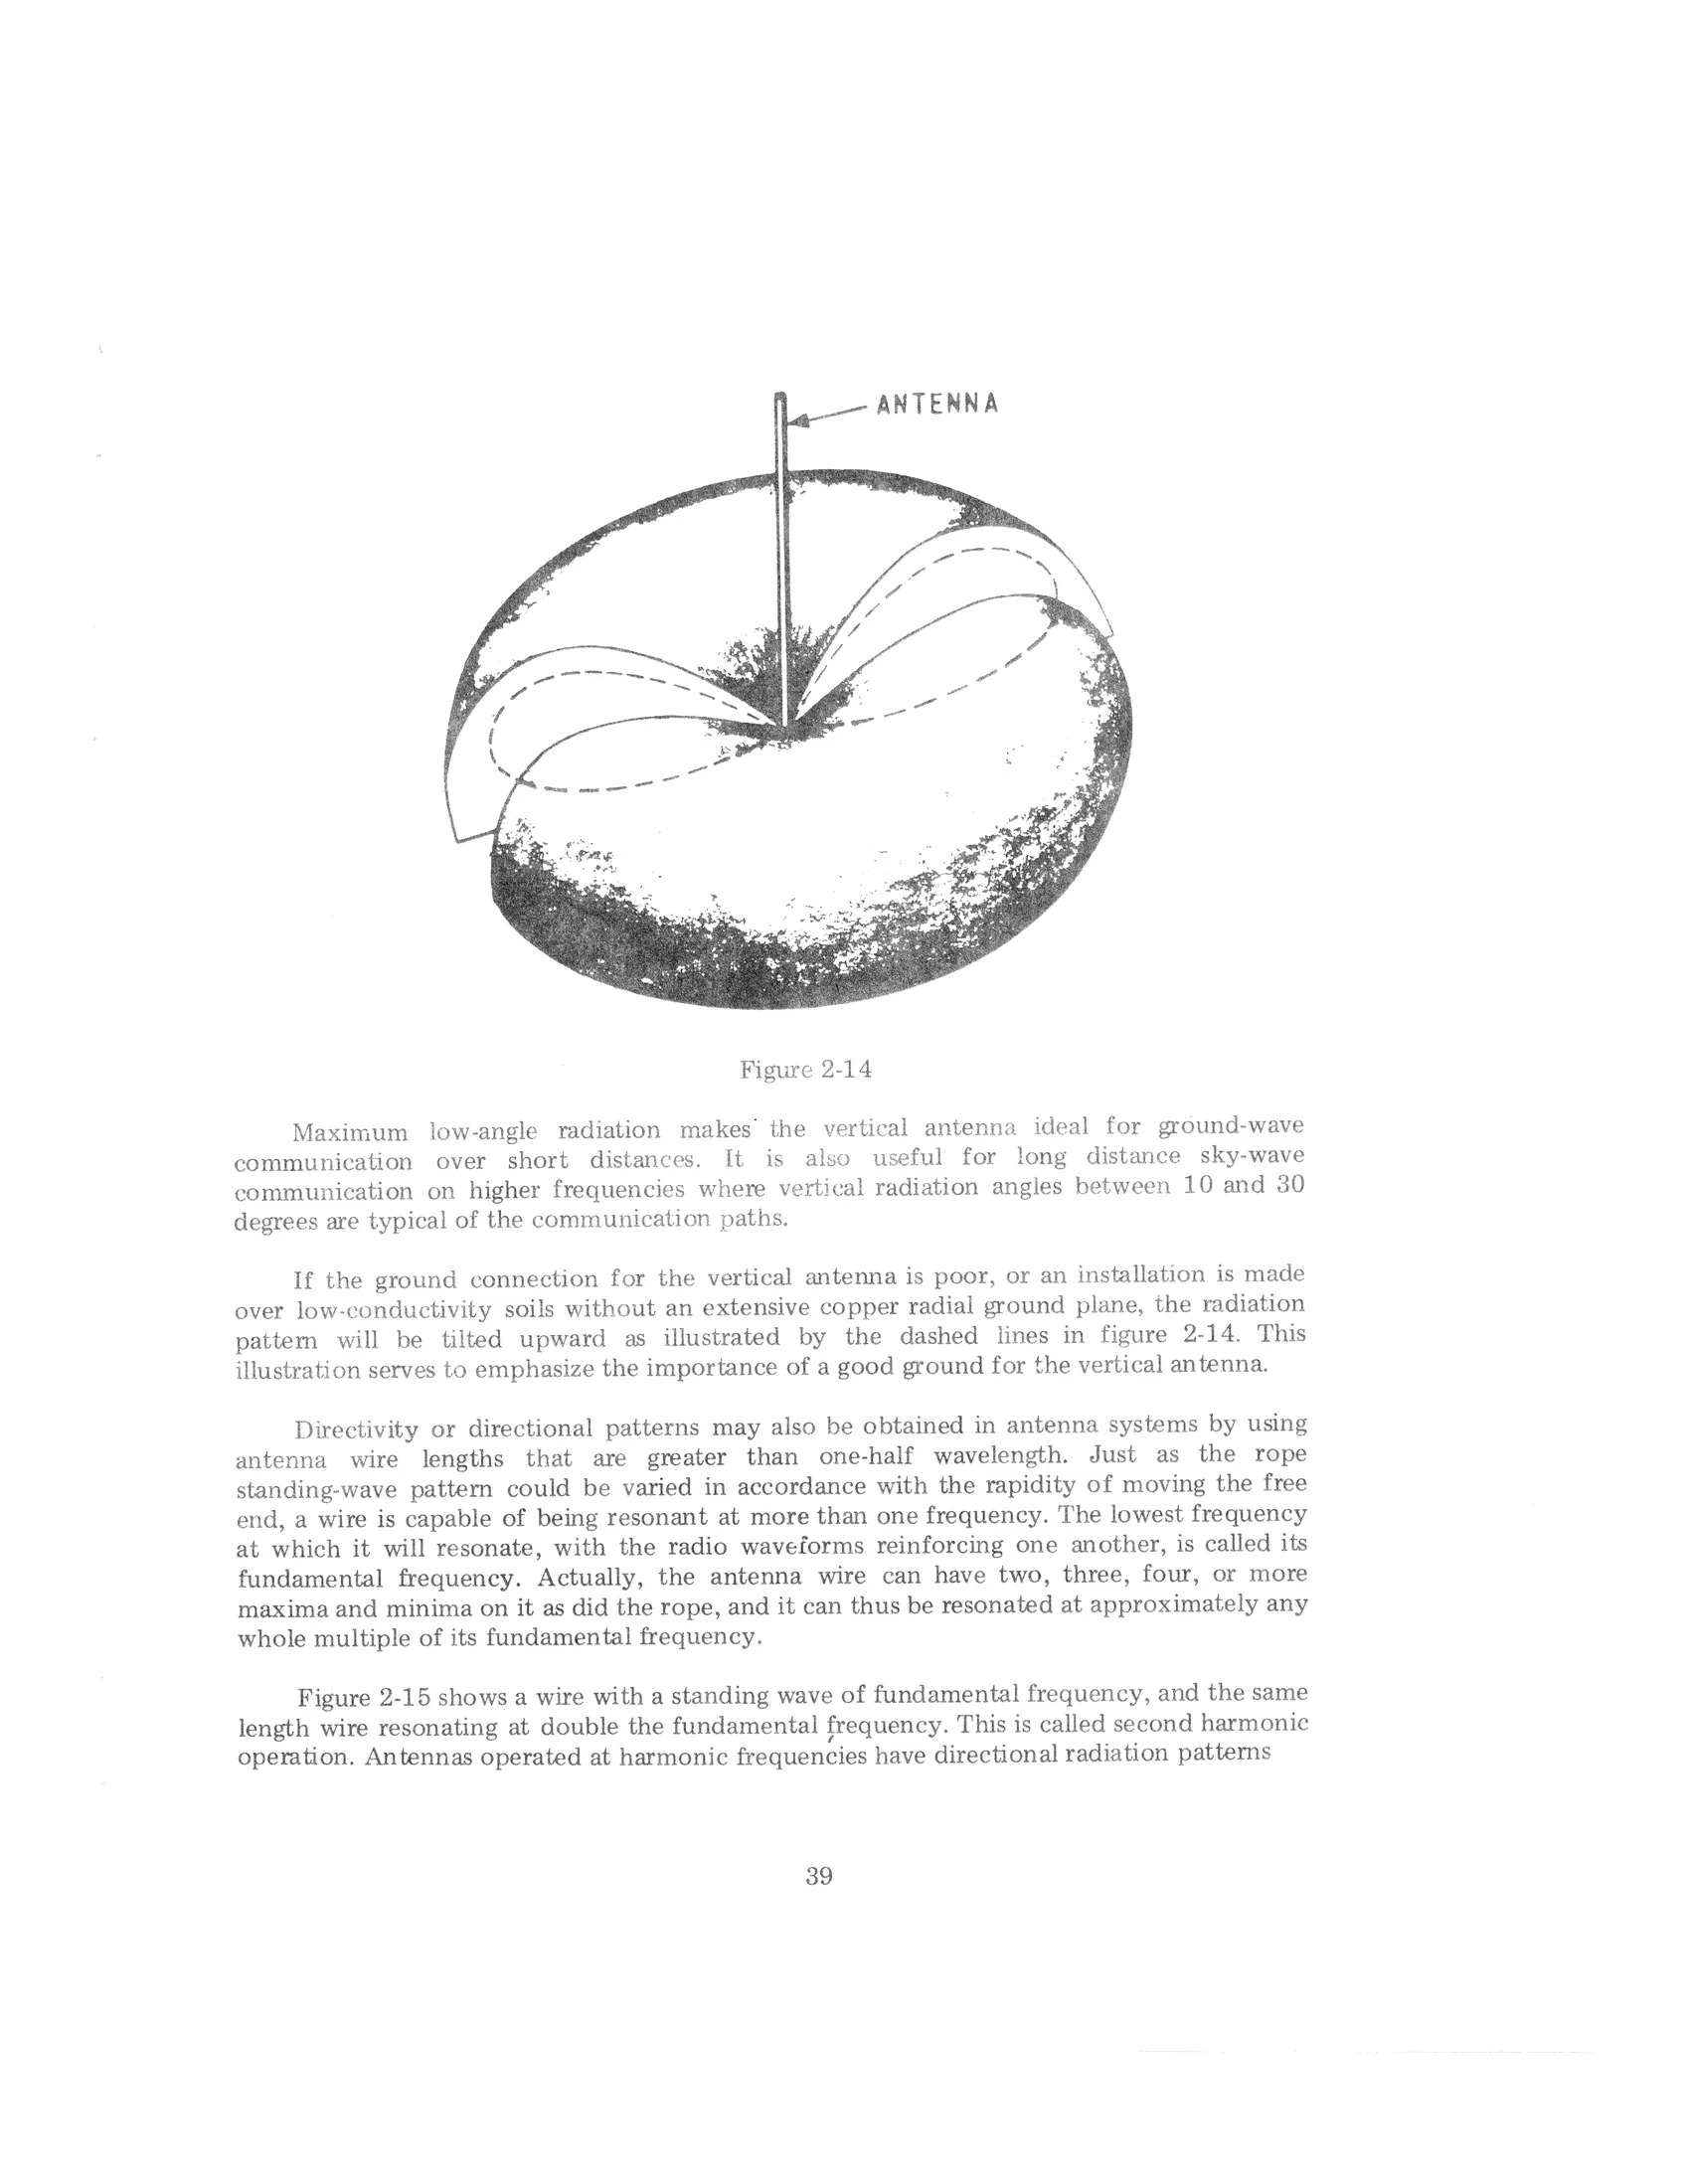 ANTENNA
Figure 2-14
Maximum low-angle radiation makes the vertical antenna ideal for ground-wave
communication over short distances. It is also useful for long distance sky-wave
communication on higher frequencies where vertical radiation angles between 10 and 30
degrees are typical of the communication paths.
If the ground connection for the vertical antenna is poor, or an installation is made
over low-conductivity soils without an extensive copper radial ground plane, the radiation
pattern will be tilted upward as illustrated by the dashed lines in figure 2-14. This
illustration serves to emphasize the importance of a good ground for the vertical antenna.
Directivity or directional patterns may also be obtained in antenna systems by using
antenna wire lengths that are greater than one-half wavelength. Just as the rope
standing-wave pattern could be varied in accordance with the rapidity of moving the free
end, a wire is capable of being resonant at more than one frequency. The lowest frequency
at which it will resonate, with the radio waveforms reinforcing one another, is called its
fundamental frequency. Actually, the antenna wire can have two, three, four, or more
maxima and minima on it as did the rope, and it can thus be resonated at approximately any
whole multiple of its fundamental frequency.
Figure 2-15 shows a wire with a standing wave of fundamental frequency, and the same
length wire resonating at double the fundamental frequency. This is called second harmonic
operation. Antennas operated at harmonic frequencies have directional radiation patterns
39